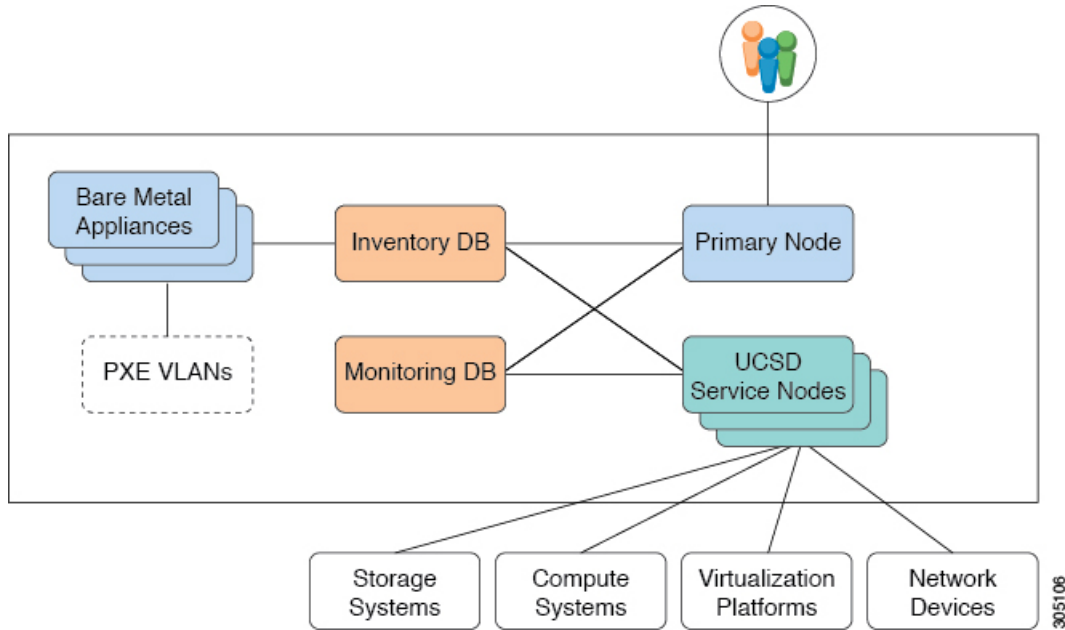 Bare Metal
Appliances
Inventory DB
Primary Node
PXE VLANs
Monitoring DB
UCSD
Service Nodes
Storage
Systems
Compute
Systems
Virtualization
Platforms
Network
Devices
305106